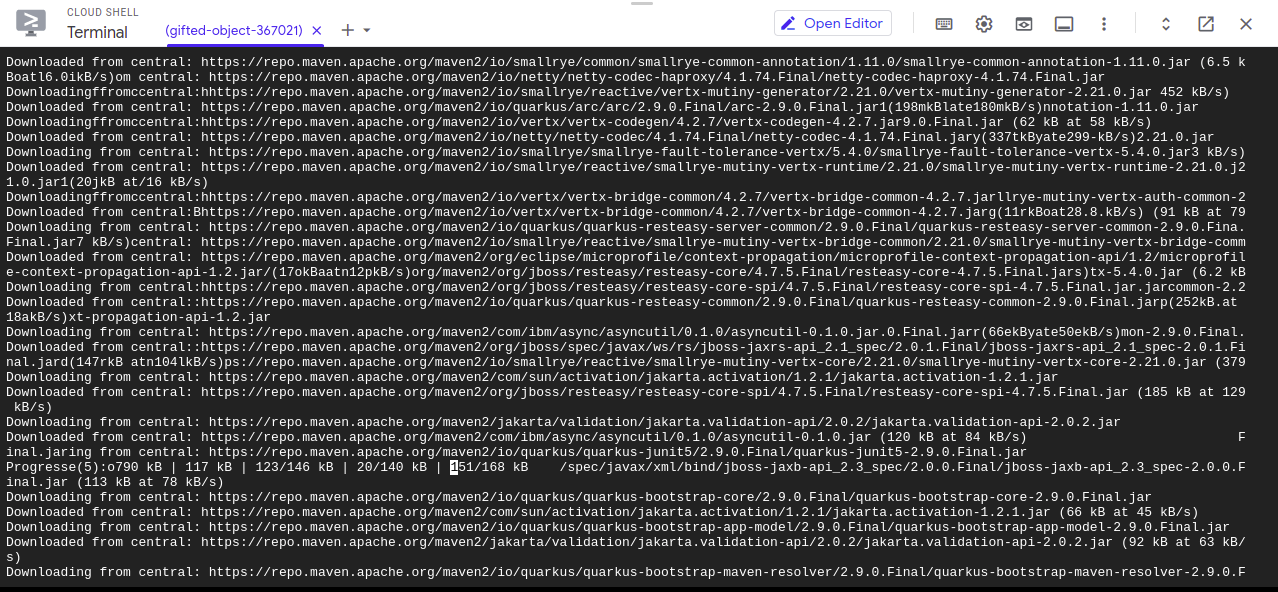 CLOUD SHELL
Terminal
(gifted-object-367021)
Open Editor
Downloaded from central: https://repo.maven.apache.org/maven2/io/smallrye/common/smallrye-common-annotation/1.11.0/smallrye-common-annotation-1.11.0.jar (6.5 k
Boatl6.0ikB/s)om central: https://repo.maven.apache.org/maven2/io/netty/netty-codec-haproxy/4.1.74.Final/netty-codec-haproxy-4.1.74.Final.jar
Downloadingffromccentral:hhttps://repo.maven.apache.org/maven2/io/smallrye/reactive/vertx-mutiny-generator/2.21.0/vertx-mutiny-generator-2.21.0.jar 452 kB/s)
Downloading from central: https://repo.maven.apache.org/maven2/io/quarkus/arc/arc/2.9.0.Final/arc-2.9.0.Final.jar1(198mkBlate180mkB/s)nnotation-1.11.0.jar
Downloadingffromccentral:hhttps://repo.maven.apache.org/maven2/io/vertx/vertx-codegen/4.2.7/vertx-codegen-4.2.7.jar9.0.Final.jar (62 kB at 58 kB/s)
Downloaded from central: https://repo.maven.apache.org/maven2/io/netty/netty-codec/4.1.74.Final/netty-codec-4.1.74.Final.jary(337tkByate299-kB/s)2.21.0.jar
Downloading from central: https://repo.maven.apache.org/maven2/io/smallrye/smallrye-fault-tolerance-vertx/5.4.0/smallrye-fault-tolerance-vertx-5.4.0.jar3 kB/s)
Downloading from central: https://repo.maven.apache.org/maven2/io/smallrye/reactive/smallrye-mutiny-vertx-runtime/2.21.0/smallrye-mutiny-vertx-runtime-2.21.0.j2
1.0.jar1(20jkB at/16 kB/s)
Downloadingffromccentral:hhttps://repo.maven.apache.org/maven2/io/vertx/vertx-bridge-common/4.2.7/vertx-bridge-common-4.2.7.jarllrye-mutiny-vertx-auth-common-2
Downloaded from central:Bhttps://repo.maven.apache.org/maven2/io/vertx/vertx-bridge-common/4.2.7/vertx-bridge-common-4.2.7.jarg(11rkBoat28.8.kB/s) (91 kB at 79
Downloading from central: https://repo.maven.apache.org/maven2/io/quarkus/quarkus-resteasy-server-common/2.9.0.Final/quarkus-resteasy-server-common-2.9.0.Fina.
Final.jar7 kB/s)central: https://repo.maven.apache.org/maven2/io/smallrye/reactive/smallrye-mutiny-vertx-bridge-common/2.21.0/smallrye-mutiny-vertx-bridge-comm
Downloaded from central: https://repo.maven.apache.org/maven2/org/eclipse/microprofile/context-propagation/microprofile-context-propagation-api/1.2/microprofil
e-context-propagation-api-1.2.jar/(17okBaatn12pkB/s)org/maven2/org/jboss/resteasy/resteasy-core/4.7.5.Final/resteasy-core-4.7.5.Final.jars)tx-5.4.0.jar (6.2 kB
Downloading from central:hhttps://repo.maven.apache.org/maven2/org/jboss/resteasy/resteasy-core-spi/4.7.5.Final/resteasy-core-spi-4.7.5.Final.jar.jarcommon-2.2
Downloaded from central::https://repo.maven.apache.org/maven2/io/quarkus/quarkus-resteasy-common/2.9.0.Final/quarkus-resteasy-common-2.9.0.Final.jarp(252kB.at
18akB/s)xt-propagation-api-1.2.jar
Downloading from central: https://repo.maven.apache.org/maven2/com/ibm/async/asyncutil/0.1.0/asyncutil-0.1.0.jar.0.Final.jarr(66ekByate50ekB/s)mon-2.9.0.Final.
Downloaded from central::https://repo.maven.apache.org/maven2/org/jboss/spec/javax/ws/rs/jboss-jaxrs-api_2.1_spec/2.0.1.Final/jboss-jaxrs-api_2.1_spec-2.0.1.Fi
nal.jard(147rkB atn104lkB/s)ps://repo.maven.apache.org/maven2/io/smallrye/reactive/smallrye-mutiny-vertx-core/2.21.0/smallrye-mutiny-vertx-core-2.21.0.jar (379
Downloading from central: https://repo.maven.apache.org/maven2/com/sun/activation/jakarta.activation/1.2.1/jakarta.activation-1.2.1.jar
Downloaded from central: https://repo.maven.apache.org/maven2/org/jboss/resteasy/resteasy-core-spi/4.7.5.Final/resteasy-core-spi-4.7.5.Final.jar (185 kB at 129
kB/s)
Downloading from central: https://repo.maven.apache.org/maven2/jakarta/validation/jakarta.validation-api/2.0.2/jakarta.validation-api-2.0.2.jar
Downloaded from central: https://repo.maven.apache.org/maven2/com/ibm/async/asyncutil/0.1.0/asyncutil-0.1.0.jar (120 kB at 84 kB/s) F
inal.jaring from central: https://repo.maven.apache.org/maven2/io/quarkus/quarkus-junit5/2.9.0.Final/quarkus-junit5-2.9.0.Final.jar
Progresse(5):o790 kB | 117 kB | 123/146 kB | 20/140 kB | 151/168 kB /spec/javax/xml/bind/jboss-jaxb-api_2.3_spec/2.0.0.Final/jboss-jaxb-api_2.3_spec-2.0.0.F
inal.jar (113 kB at 78 kB/s)
Downloading from central: https://repo.maven.apache.org/maven2/io/quarkus/quarkus-bootstrap-core/2.9.0.Final/quarkus-bootstrap-core-2.9.0.Final.jar
Downloaded from central: https://repo.maven.apache.org/maven2/com/sun/activation/jakarta.activation/1.2.1/jakarta.activation-1.2.1.jar (66 kB at 45 kB/s)
Downloading from central: https://repo.maven.apache.org/maven2/io/quarkus/quarkus-bootstrap-app-model/2.9.0.Final/quarkus-bootstrap-app-model-2.9.0.Final.jar
Downloaded from central: https://repo.maven.apache.org/maven2/jakarta/validation/jakarta.validation-api/2.0.2/jakarta.validation-api-2.0.2.jar (92 kB at 63 kB/
s)
Downloading from central: https://repo.maven.apache.org/maven2/io/quarkus/quarkus-bootstrap-maven-resolver/2.9.0.Final/quarkus-bootstrap-maven-resolver-2.9.0.F